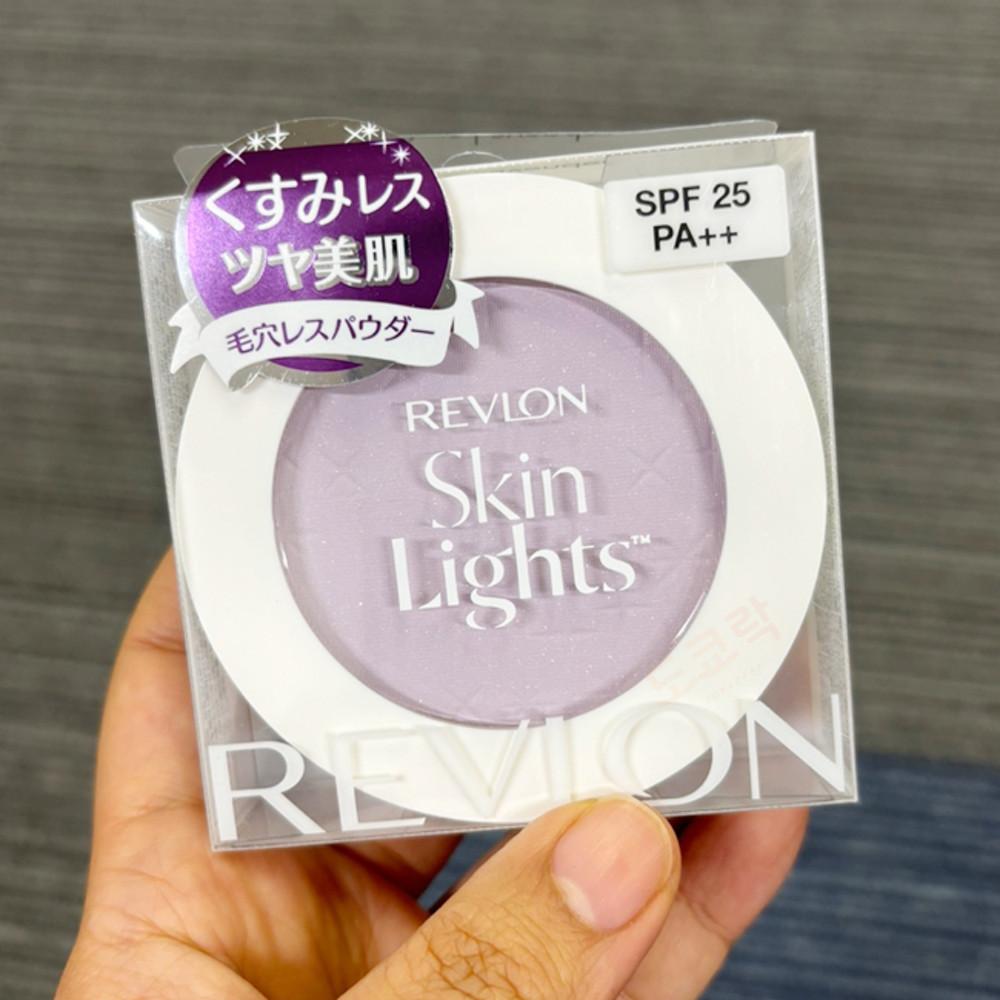 くすみレス
ツヤ美肌
毛穴レスパウダー
SPF 25
PA++
REVLON
Skin
Lights™
REVLON